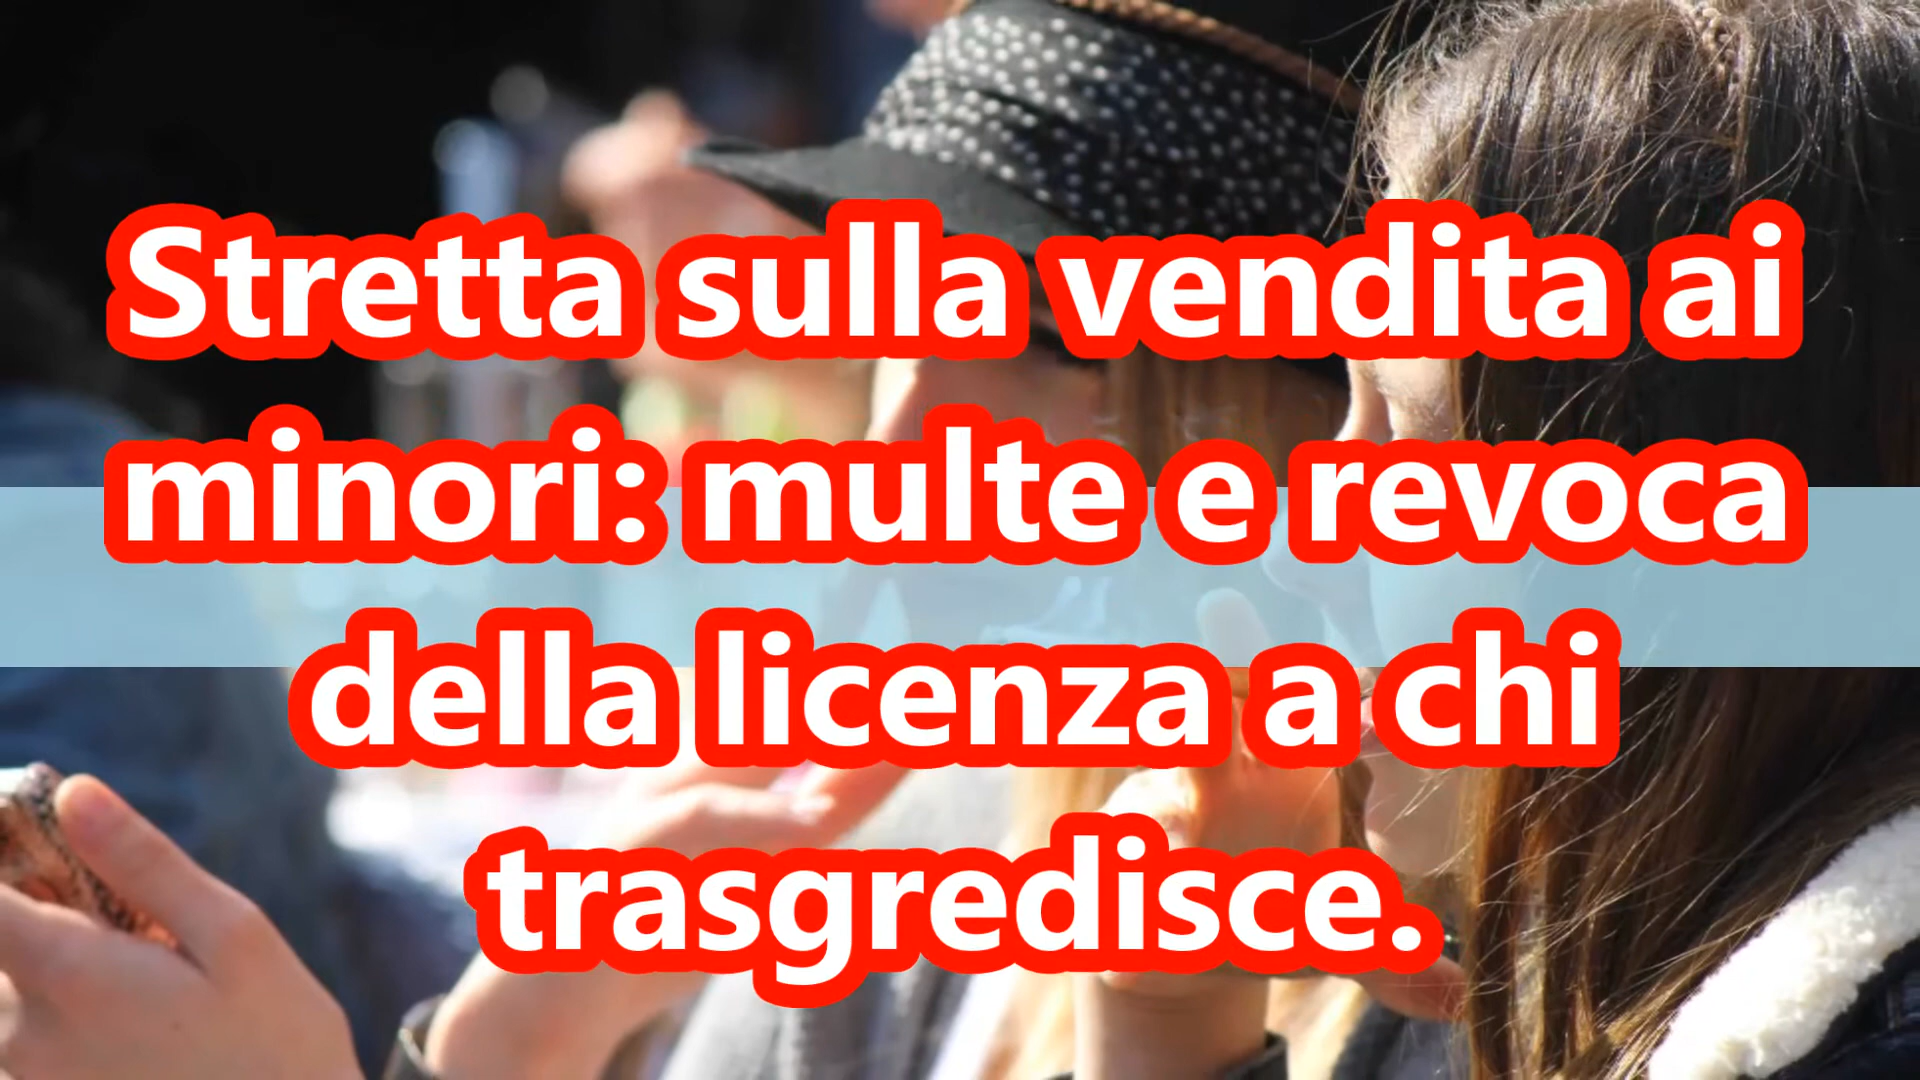 Stretta sulla vendita ai
minori: multe e revoca
della licenza a chi
trasgredisce.